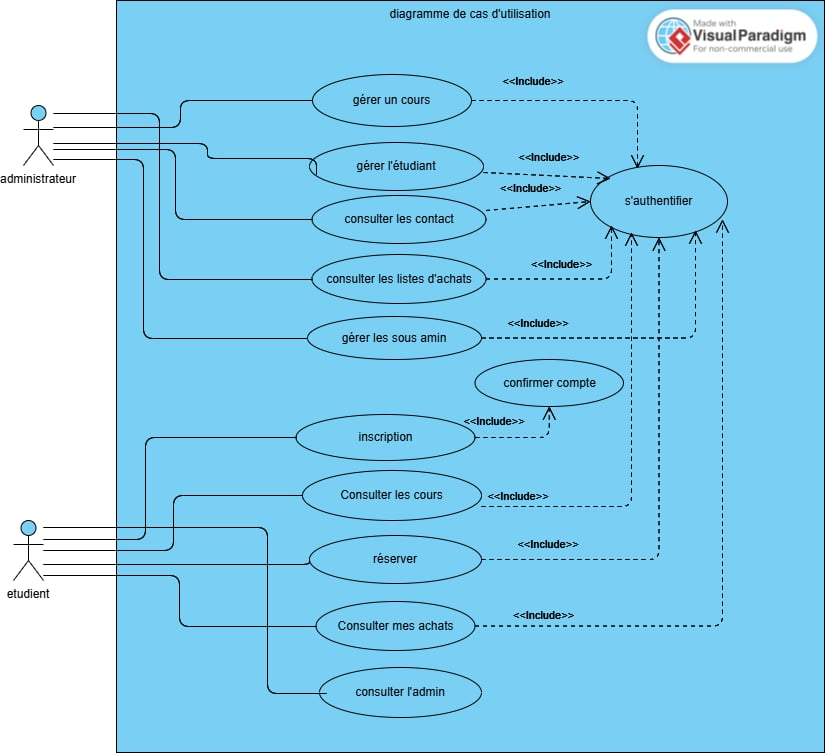 diagramme de cas d'utilisation
Made with
VisualParadigm
For non-commercial use
<<Include>>
gérer un cours
administrateur
<<Include>>
gérer l'étudiant
<<Include>>
s'authentifier
consulter les contact
<<Include>>
consulter les listes d'achats
<<Include>>
gérer les sous amin
confirmer compte
<<Include>>
inscription
Consulter les cours
<<Include>>
<<Include>>
réserver
etudient
<<Include>>
Consulter mes achats
consulter l'admin